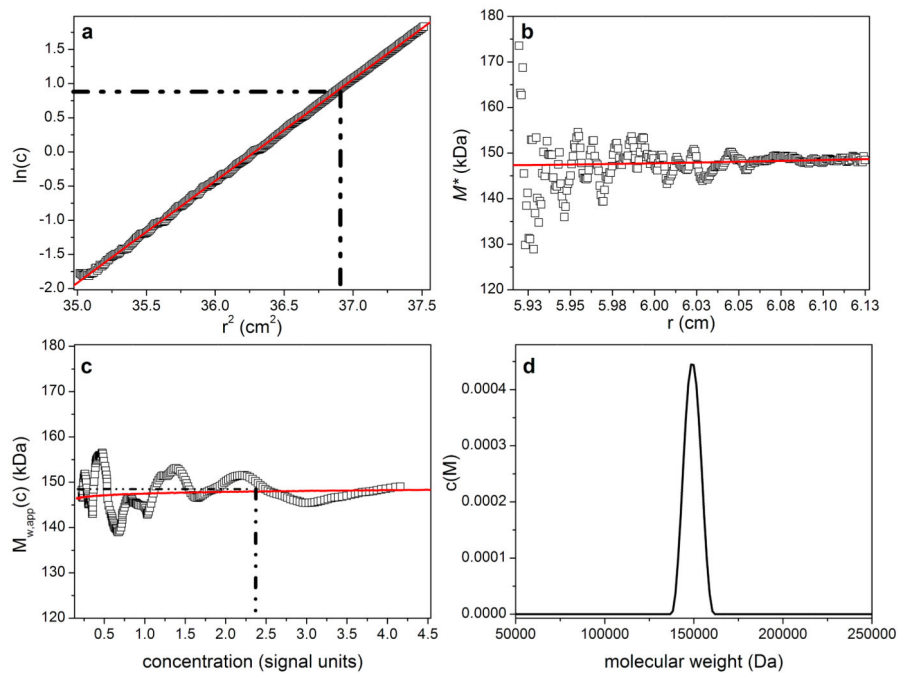 a
1.5
1.0
0.5
0.0
-0.5
-1.0
-1.5
-2.0
ln(c)
35.0 35.5 36.0 36.5 37.0 37.5
r² (cm²)
b
180
170
160
150
140
130
120
M* (kDa)
5.93 5.95 5.98 6.00 6.03 6.05 6.08 6.10 6.13
r (cm)
c
180
170
160
150
140
130
120
Mw,app(c) (kDa)
0.5 1.0 1.5 2.0 2.5 3.0 3.5 4.0 4.5
concentration (signal units)
d
0.0004
0.0003
0.0002
0.0001
0.0000
c(M)
50000 100000 150000 200000 250000
molecular weight (Da)